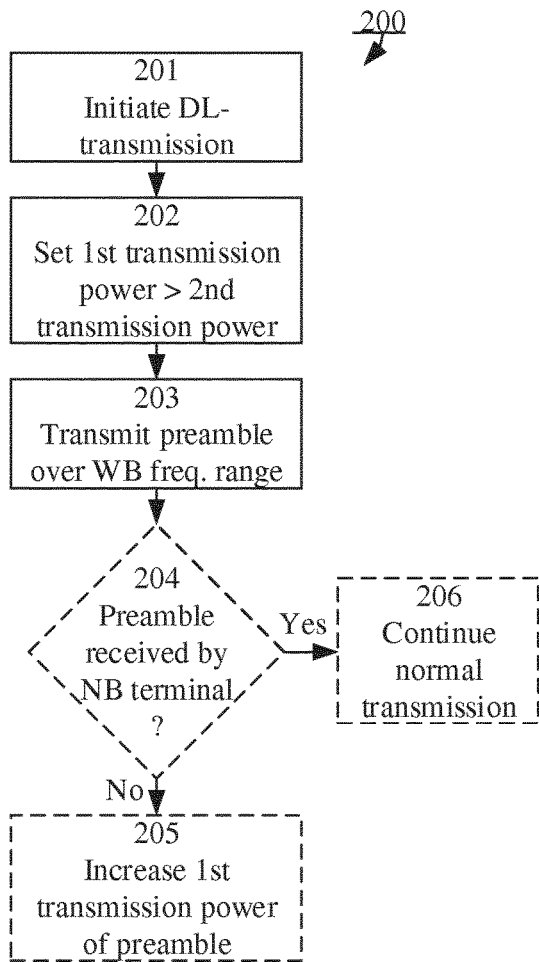 200
201
Initiate DL-
transmission
202
Set 1st transmission
power > 2nd
transmission power
203
Transmit preamble
over WB freq. range
204
Preamble
received by
NB terminal
?
Yes
206
Continue
normal
transmission
No
205
Increase 1st
transmission power
of preamble